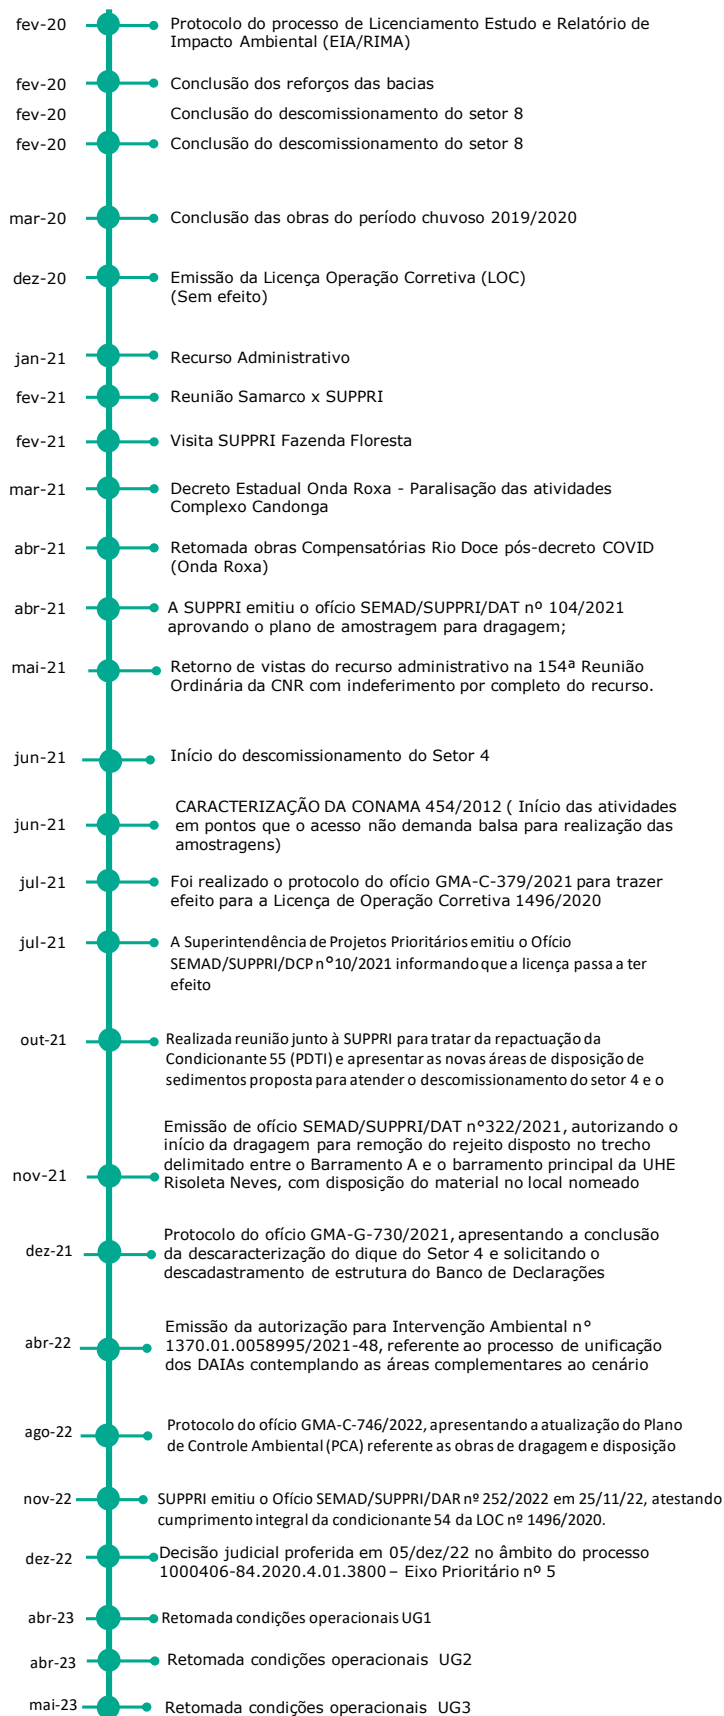 fev-20 Protocolo do processo de Licenciamento Estudo e Relatório de
Impacto Ambiental (EIA/RIMA)
fev-20 Conclusão dos reforços das bacias
fev-20 Conclusão do descomissionamento do setor 8
fev-20 Conclusão do descomissionamento do setor 8
mar-20 Conclusão das obras do período chuvoso 2019/2020
dez-20 Emissão da Licença Operação Corretiva (LOC)
(Sem efeito)
jan-21 Recurso Administrativo
fev-21 Reunião Samarco x SUPPRI
fev-21 Visita SUPPRI Fazenda Floresta
mar-21 Decreto Estadual Onda Roxa - Paralisação das atividades
Complexo Candonga
abr-21 Retomada obras Compensatórias Rio Doce pós-decreto COVID
(Onda Roxa)
abr-21 A SUPPRI emitiu o ofício SEMAD/SUPPRI/DAT nº 104/2021
aprovando o plano de amostragem para dragagem;
mai-21 Retorno de vistas do recurso administrativo na 154ª Reunião
Ordinária da CNR com indeferimento por completo do recurso.
jun-21 Início do descomissionamento do Setor 4
CARACTERIZAÇÃO DA CONAMA 454/2012 ( Início das atividades
jun-21 em pontos que o acesso não demanda balsa para realização das
amostragens)
jul-21 Foi realizado o protocolo do ofício GMA-C-379/2021 para trazer
efeito para a Licença de Operação Corretiva 1496/2020
jul-21 A Superintendência de Projetos Prioritários emitiu o Ofício
SEMAD/SUPPRI/DCP n°10/2021 informando que a licença passa a ter
efeito
out-21 Realizada reunião junto à SUPPRI para tratar da repactuação da
Condicionante 55 (PDTI) e apresentar as novas áreas de disposição de
sedimentos proposta para atender o descomissionamento do setor 4 e o
Emissão de ofício SEMAD/SUPPRI/DAT n°322/2021, autorizando o
início da dragagem para remoção do rejeito disposto no trecho
delimitado entre o Barramento A e o barramento principal da UHE
nov-21 Risoleta Neves, com disposição do material no local nomeado
Protocolo do ofício GMA-G-730/2021, apresentando a conclusão
dez-21 da descaracterização do dique do Setor 4 e solicitando o
descadastramento de estrutura do Banco de Declarações
Emissão da autorização para Intervenção Ambiental n°
abr-22 1370.01.0058995/2021-48, referente ao processo de unificação
dos DAIAs contemplando as áreas complementares ao cenário
ago-22 Protocolo do ofício GMA-C-746/2022, apresentando a atualização do Plano
de Controle Ambiental (PCA) referente as obras de dragagem e disposição
nov-22 SUPPRI emitiu o Ofício SEMAD/SUPPRI/DAR nº 252/2022 em 25/11/22, atestando
cumprimento integral da condicionante 54 da LOC nº 1496/2020.
dez-22 Decisão judicial proferida em 05/dez/22 no âmbito do processo
1000406-84.2020.4.01.3800 – Eixo Prioritário nº 5
abr-23 Retomada condições operacionais UG1
abr-23 Retomada condições operacionais UG2
mai-23 Retomada condições operacionais UG3